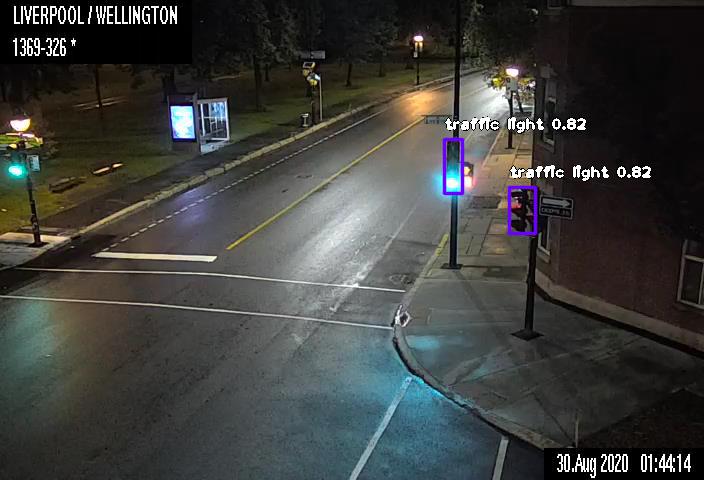 LIVERPOOL / WELLINGTON
1369-326 *
traffic light 0.82
traffic light 0.82
30.Aug 2020 01:44:14